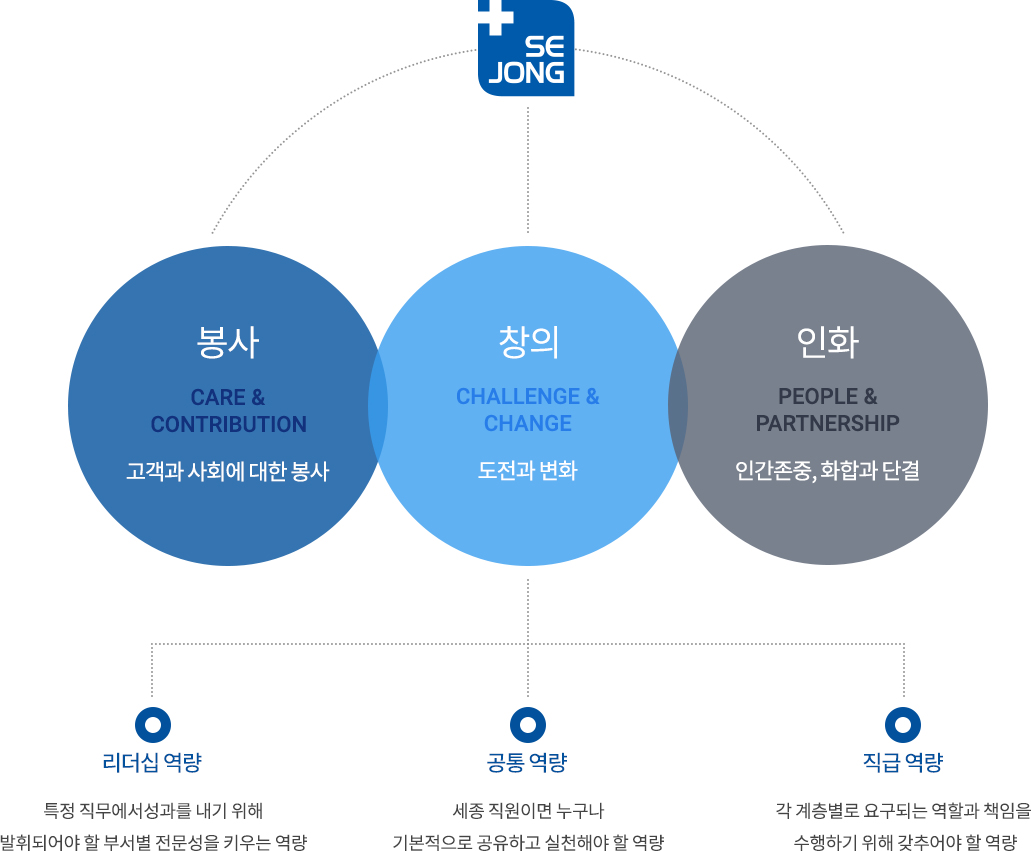 SE
JONG
봉사
CARE &
CONTRIBUTION
고객과 사회에 대한 봉사
창의
CHALLENGE &
CHANGE
도전과 변화
인화
PEOPLE &
PARTNERSHIP
인간존중, 화합과 단결
리더십 역량
특정 직무에서성과를 내기 위해
발휘되어야 할 부서별 전문성을 키우는 역량
공통 역량
세종 직원이면 누구나
기본적으로 공유하고 실천해야 할 역량
직급 역량
각 계층별로 요구되는 역할과 책임을
수행하기 위해 갖추어야 할 역량